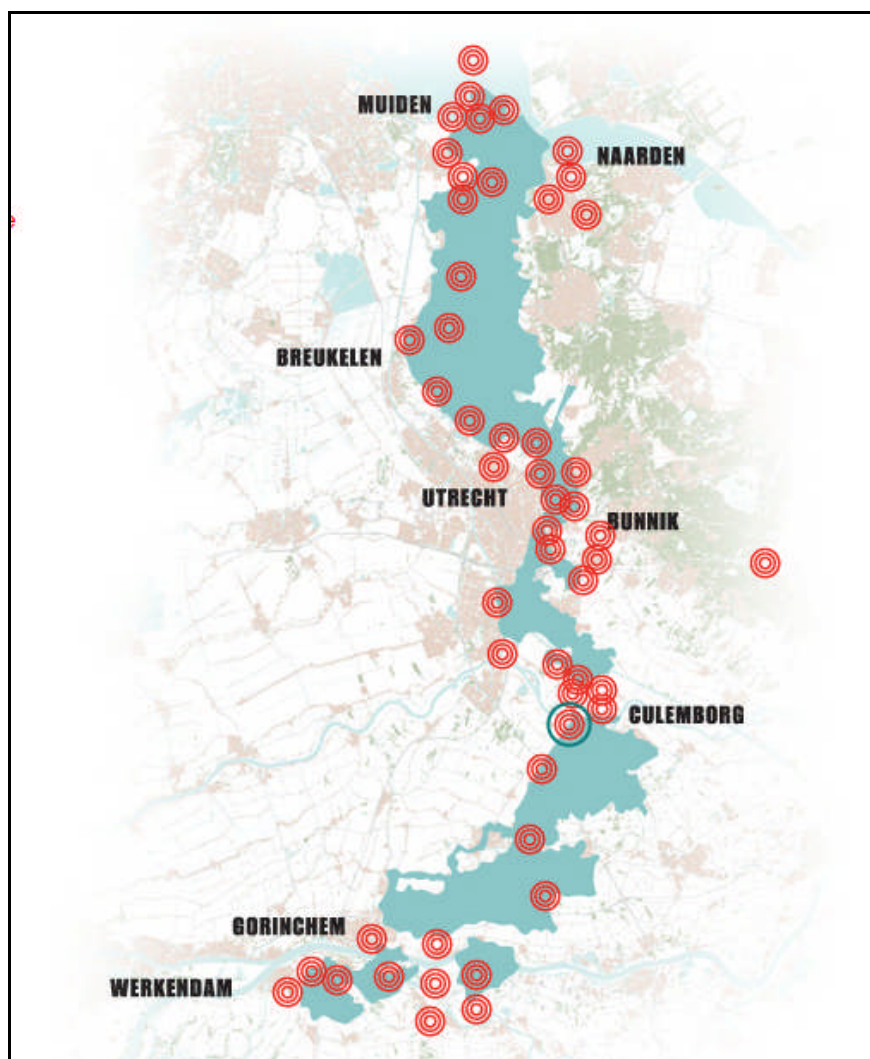 MUIDEN
NAARDEN
e
BREUKELEN
UTRECHT
BUNNIK
CULEMBORG
GORINCHEM
WERKENDAM